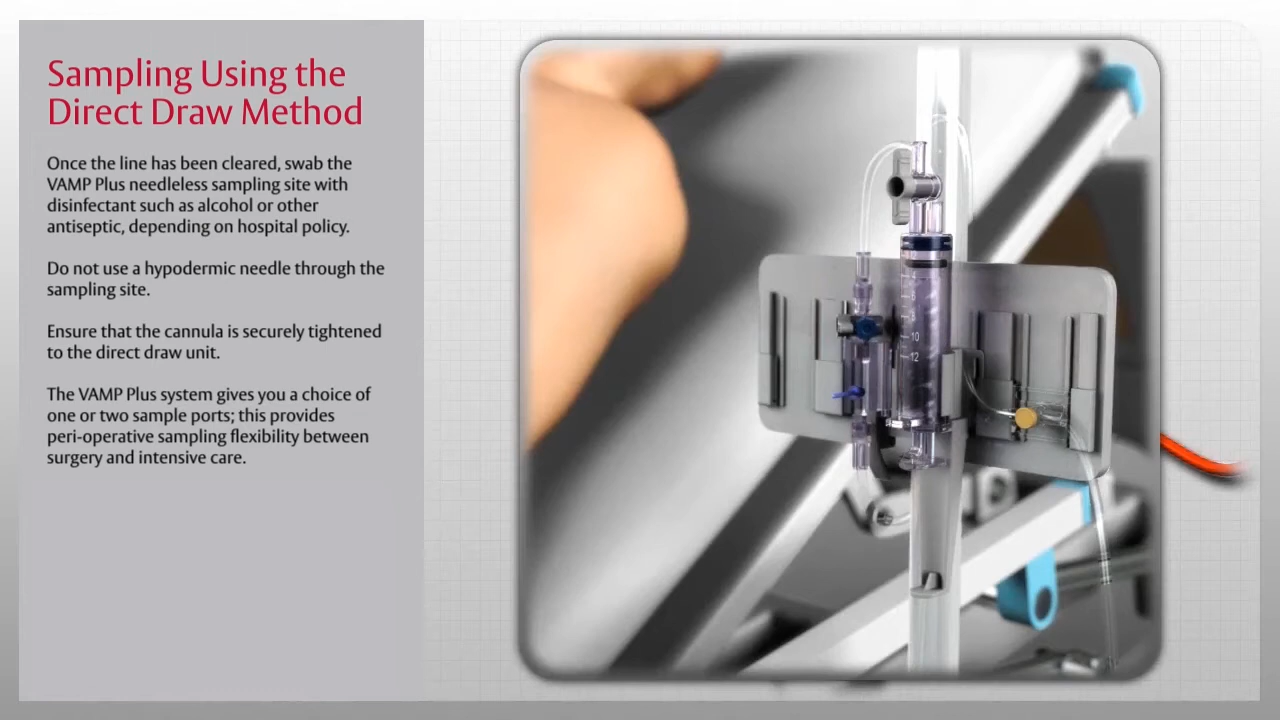 Sampling Using the
Direct Draw Method
Once the line has been cleared, swab the
VAMP Plus needleless sampling site with
disinfectant such as alcohol or other
antiseptic, depending on hospital policy.
Do not use a hypodermic needle through the
sampling site.
Ensure that the cannula is securely tightened
to the direct draw unit.
The VAMP Plus system gives you a choice of
one or two sample ports; this provides
peri-operative sampling flexibility between
surgery and intensive care.
10
12